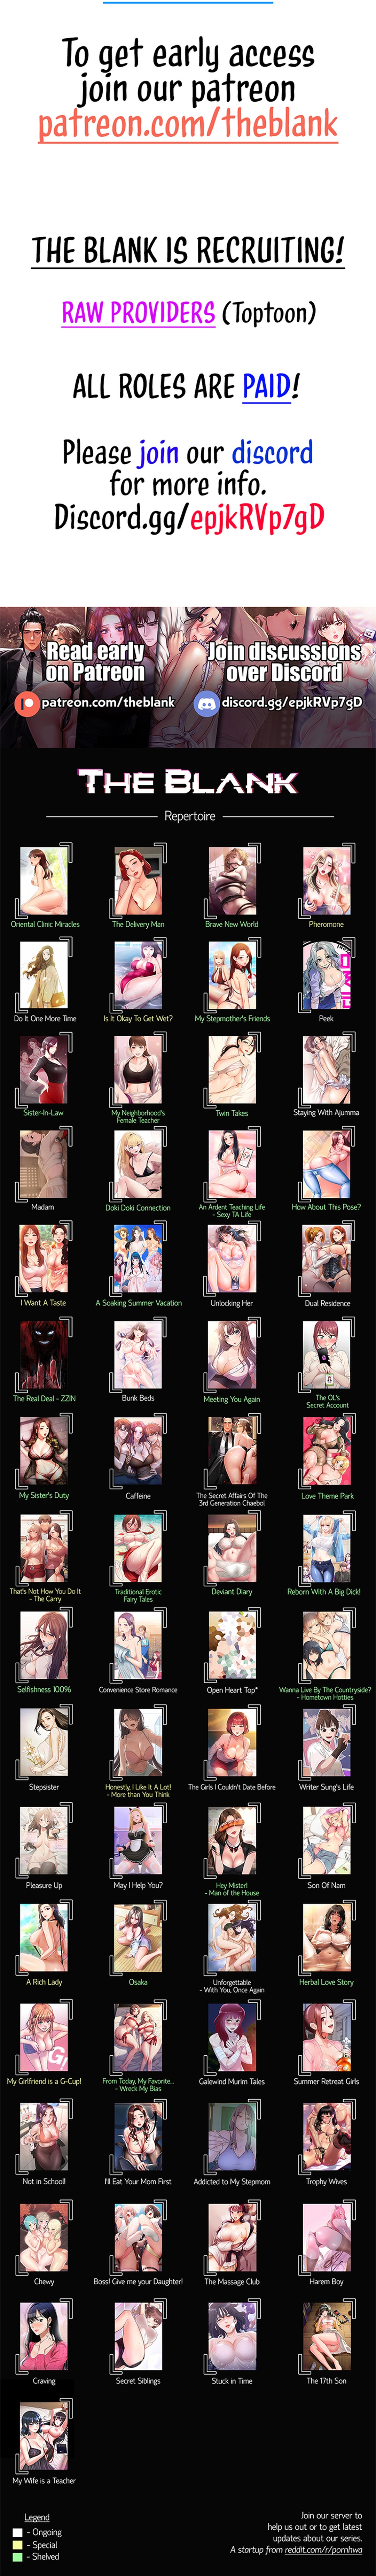 To get early access
join our patreon
patreon.com/theblank
THE BLANK IS RECRUITING!
RAW PROVIDERS (Toptoon)
ALL ROLES ARE PAID!
Please join our discord
for more info.
Discord.gg/epjkRVp7gD
Read early
on Patreon
Join discussions
over Discord
patreon.com/theblank
discord.gg/epjkRVp7gD
THE BLANK
Repertoire
Oriental Clinic Miracles
The Delivery Man
Brave New World
Pheromone
Do It One More Time
Is It Okay To Get Wet?
My Stepmother's Friends
Peek
Sister-In-Law
My Neighborhood's
Female Teacher
Twin Takes
Staying With Ajumma
Madam
Doki Doki Connection
An Ardent Teaching Life
- Sexy TA Life
How About This Pose?
I Want A Taste
A Soaking Summer Vacation
Unlocking Her
Dual Residence
The Real Deal - ZZIN
Bunk Beds
Meeting You Again
The OL's
Secret Account
My Sister's Duty
Caffeine
The Secret Affairs Of The
3rd Generation Chaebol
Love Theme Park
That's Not How You Do It
- The Carry
Traditional Erotic
Fairy Tales
Deviant Diary
Reborn With A Big Dick!
Selfishness 100%
Convenience Store Romance
Open Heart Top*
Wanna Live By The Countryside?
- Hometown Hotties
Stepsister
Honestly, I Like It A Lot!
- More than You Think
The Girls I Couldn't Date Before
Writer Sung's Life
Pleasure Up
May I Help You?
Hey Mister!
- Man of the House
Son Of Nam
A Rich Lady
Osaka
Unforgettable
- With You, Once Again
Herbal Love Story
My Girlfriend is a G-Cup!
From Today, My Favorite...
- Wreck My Bias
Galewind Murim Tales
Summer Retreat Girls
Not in School!
I'll Eat Your Mom First
Addicted to My Stepmom
Trophy Wives
Chewy
Boss! Give me your Daughter!
The Massage Club
Harem Boy
Craving
Secret Siblings
Stuck in Time
The 17th Son
My Wife is a Teacher
Legend
- Ongoing
- Special
- Shelved
Join our server to
help us out or to get latest
updates about our series.
A startup from reddit.com/r/pornhwa